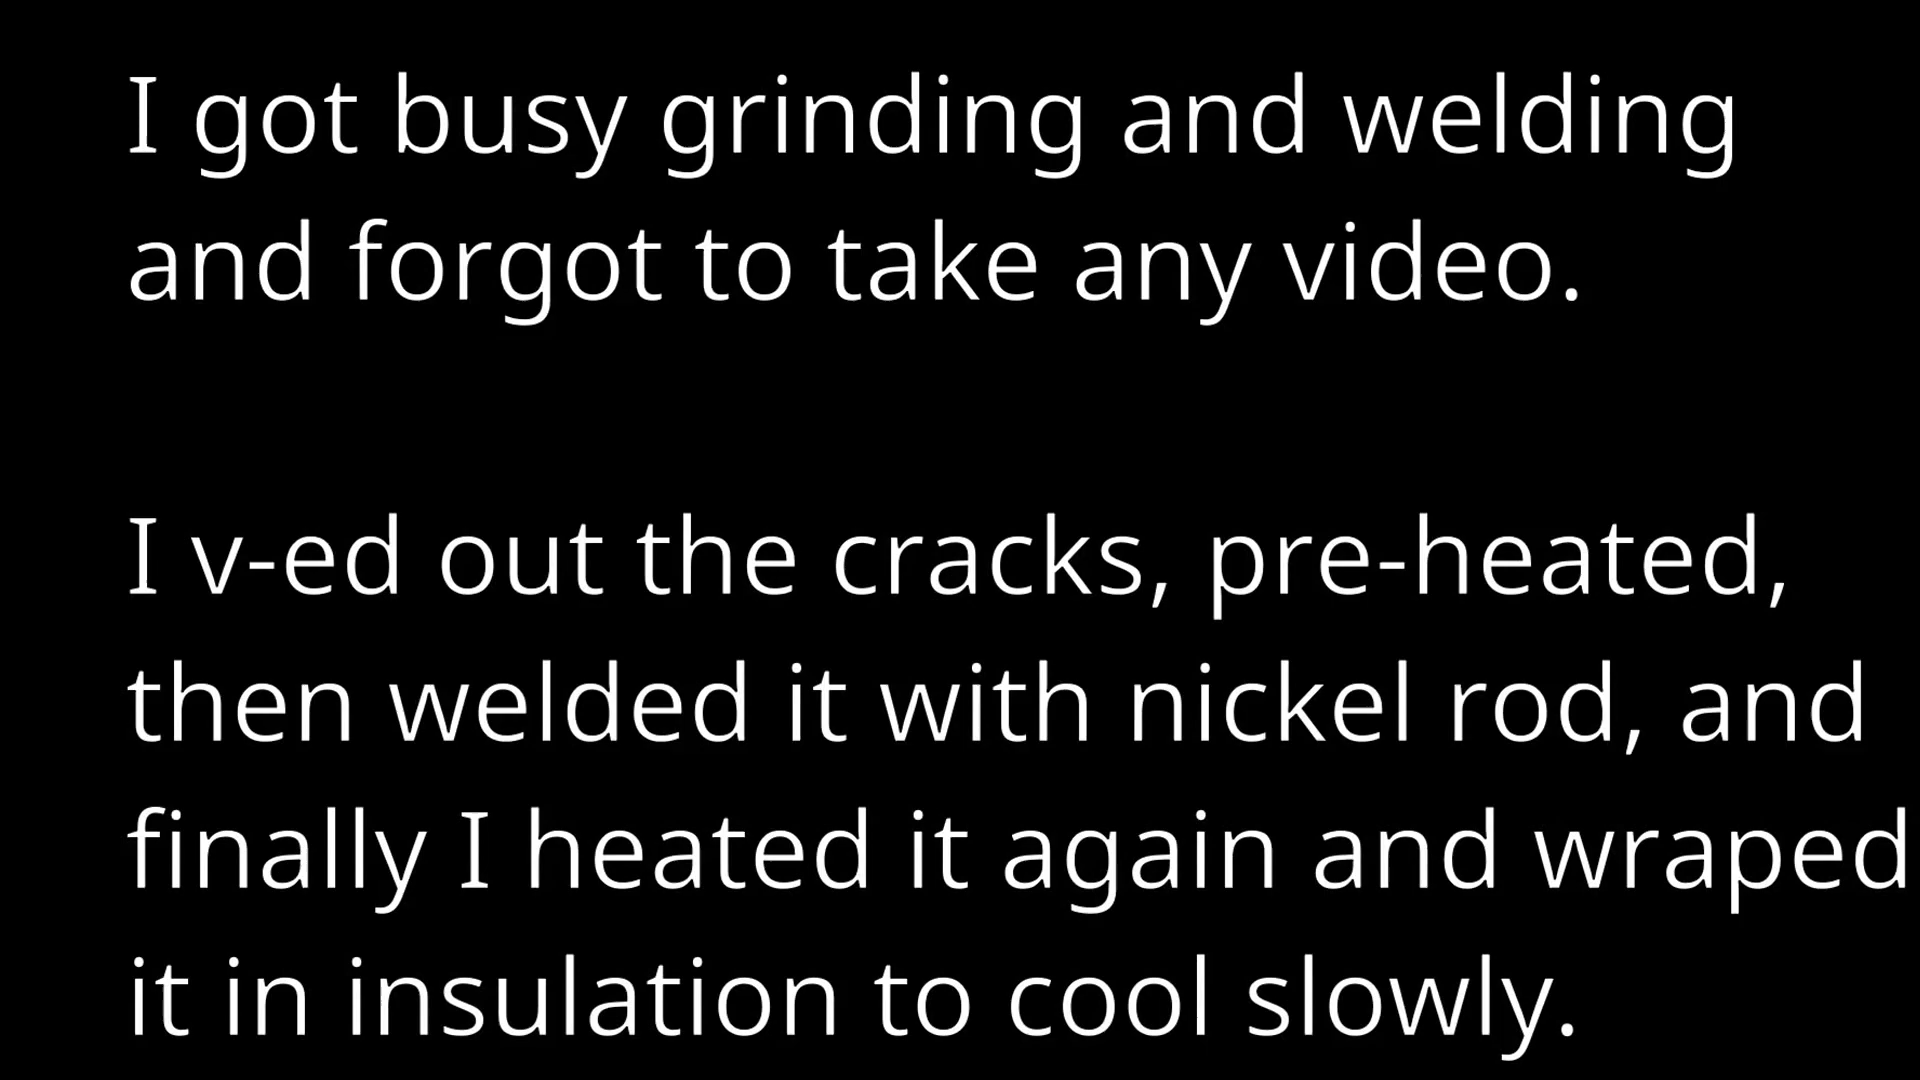 I got busy grinding and welding
and forgot to take any video.
I v-ed out the cracks, pre-heated,
then welded it with nickel rod, and
finally I heated it again and wraped
it in insulation to cool slowly.